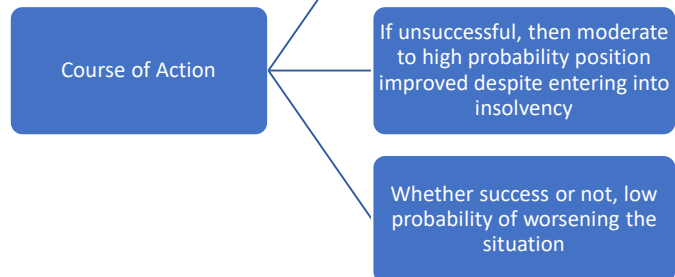 Course of Action
If unsuccessful, then moderate
to high probability position
improved despite entering into
insolvency
Whether success or not, low
probability of worsening the
situation